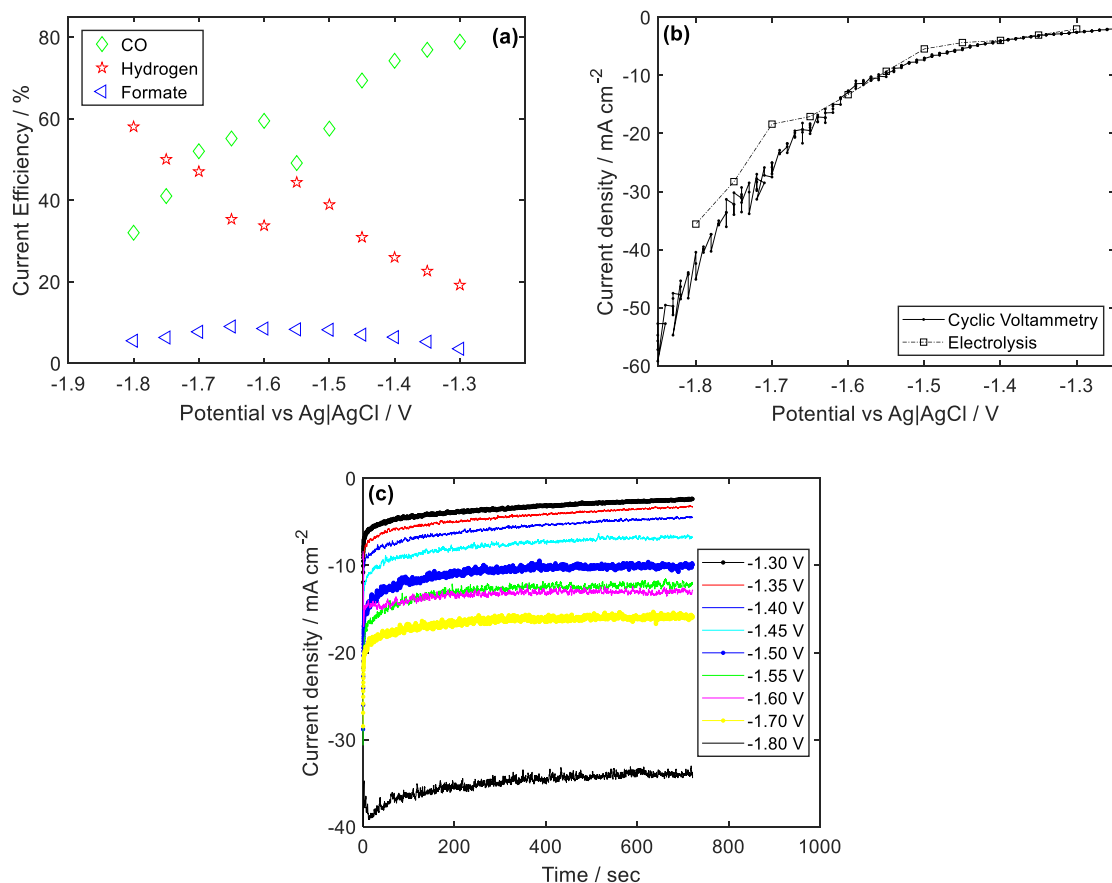 (a)
CO
Hydrogen
Formate
80
60
40
20
0
Current Efficiency / %
-1.9
-1.8
-1.7
-1.6
-1.5
-1.4
-1.3
Potential vs Ag|AgCl / V
(b)
0
-10
-20
-30
-40
-50
-60
Current density / mA cm-2
Cyclic Voltammetry
Electrolysis
-1.8
-1.7
-1.6
-1.5
-1.4
-1.3
Potential vs Ag|AgCl / V
(c)
0
-10
-20
-30
-40
Current density / mA cm-2
-1.30 V
-1.35 V
-1.40 V
-1.45 V
-1.50 V
-1.55 V
-1.60 V
-1.70 V
-1.80 V
0
200
400
600
800
1000
Time / sec